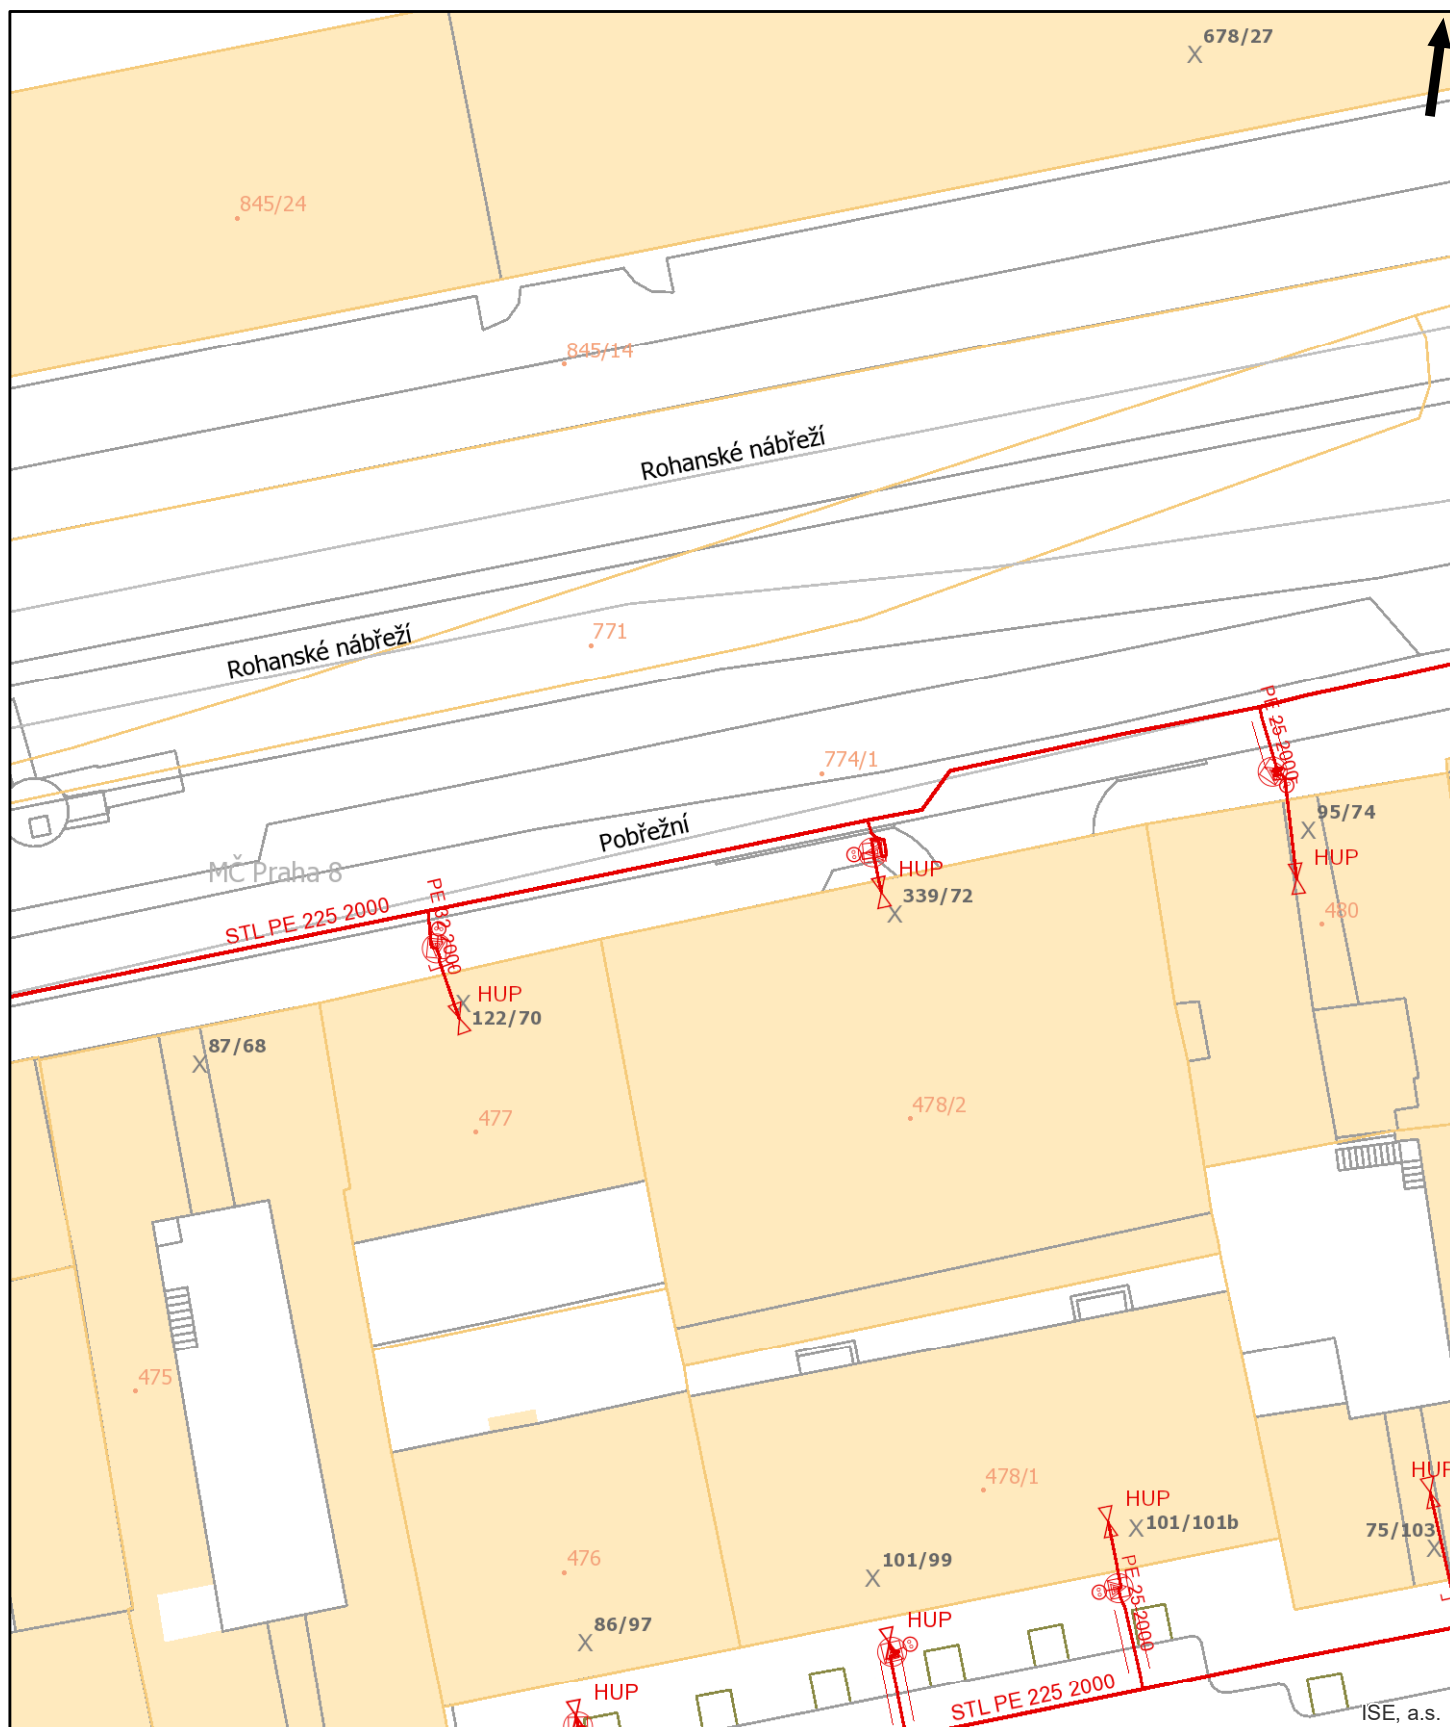 678/27
845/24
845/14
Rohanské nábřeží
771
Rohanské nábřeží
PE 25 2000
774/1
95/74
Pobřežní
HUP
MČ Praha 8
HUP
339/72
PE 32 2000
480
STL PE 225 2000
HUP
122/70
87/68
478/2
477
475
HUP
478/1
HUP
101/101b
75/103
101/99
476
PE 25 2000
HUP
86/97
HUP
STL PE 225 2000
ISE, a.s.